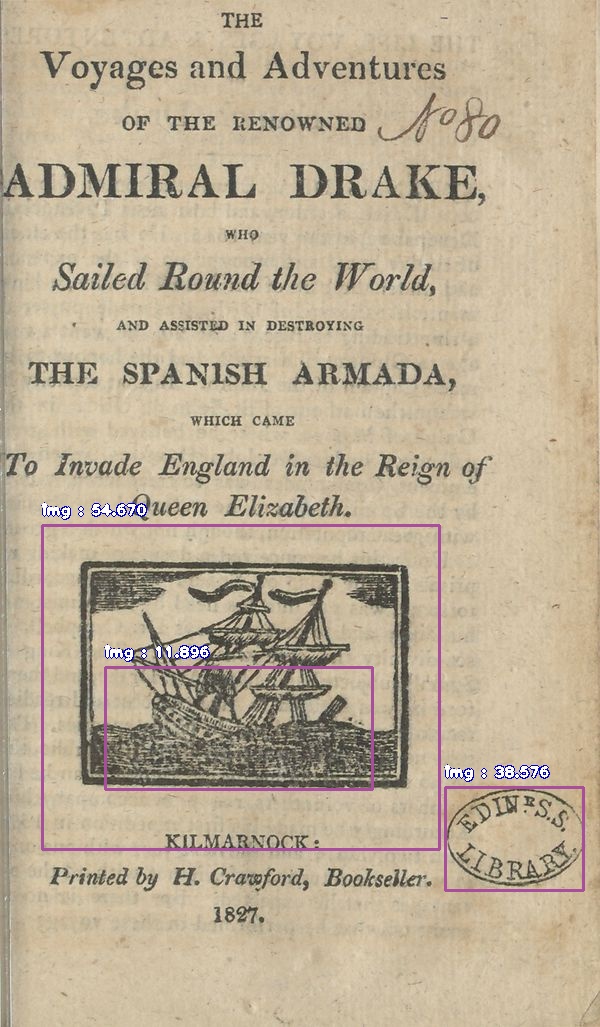 THE
Voyages and Adventures
OF THE RENOWNED
No 80
ADMIRAL DRAKE,
WHO
Sailed Round the World,
AND ASSISTED IN DESTROYING
THE SPANISH ARMADA,
WHICH CAME
To Invade England in the Reign of
Queen Elizabeth.
img : 54.670
img : 11.896
img : 38.576
EDINR. S.S.
LIBRARY.
KILMARNOCK:
Printed by H. Crawford, Bookseller.
1827.